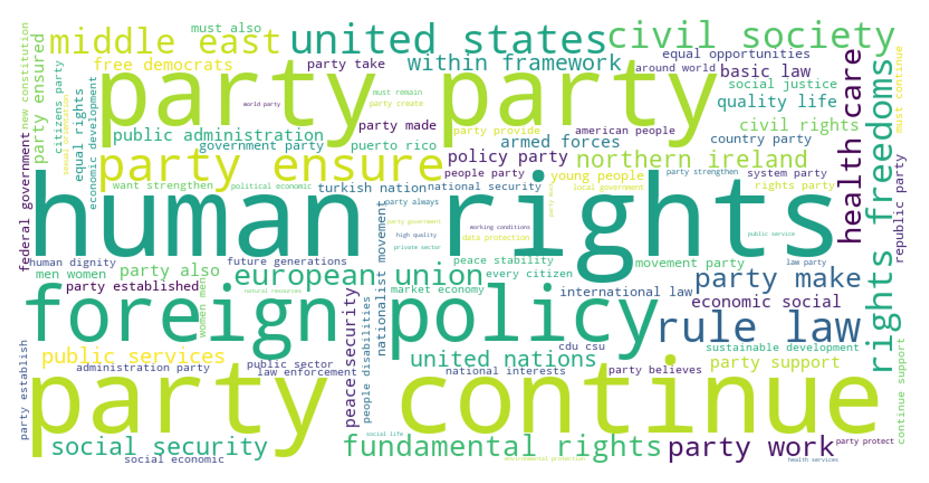 middle east
must also
united states
civil society
free democrats
party take
within framework
equal opportunities
around world
basic law
party party
world party
must remain
party create
social justice
quality life
public administration
party made
party provide
american people
civil rights
government party
puerto rico
armed forces
country party
party ensure
policy party
northern ireland
people party
young people
system party
want strengthen
political economic
turkish nation
national security
local government
party strengthen
rights party
human rights
party always
party government
working conditions
high quality
data protection
private sector
public service
law party
human dignity
future generations
peace stability
movement party
men women
party also
european union
every citizen
party make
party established
natural resources
market economy
international law
economic social
foreign policy
rule law
public services
public sector
cdu csu
sustainable development
administration party
law enforcement
united nations
national interests
party believes
party support
party continue
social life
social security
fundamental rights
party work
party protect
social economic
environmental protection
health services
new constitution
party ensured
federal government
citizens party
sexual orientation
equal rights
economic development
women men
party establish
peace security
people disabilities
nationalist movement
party much
health care
rights freedoms
must continue
republic party
continue support